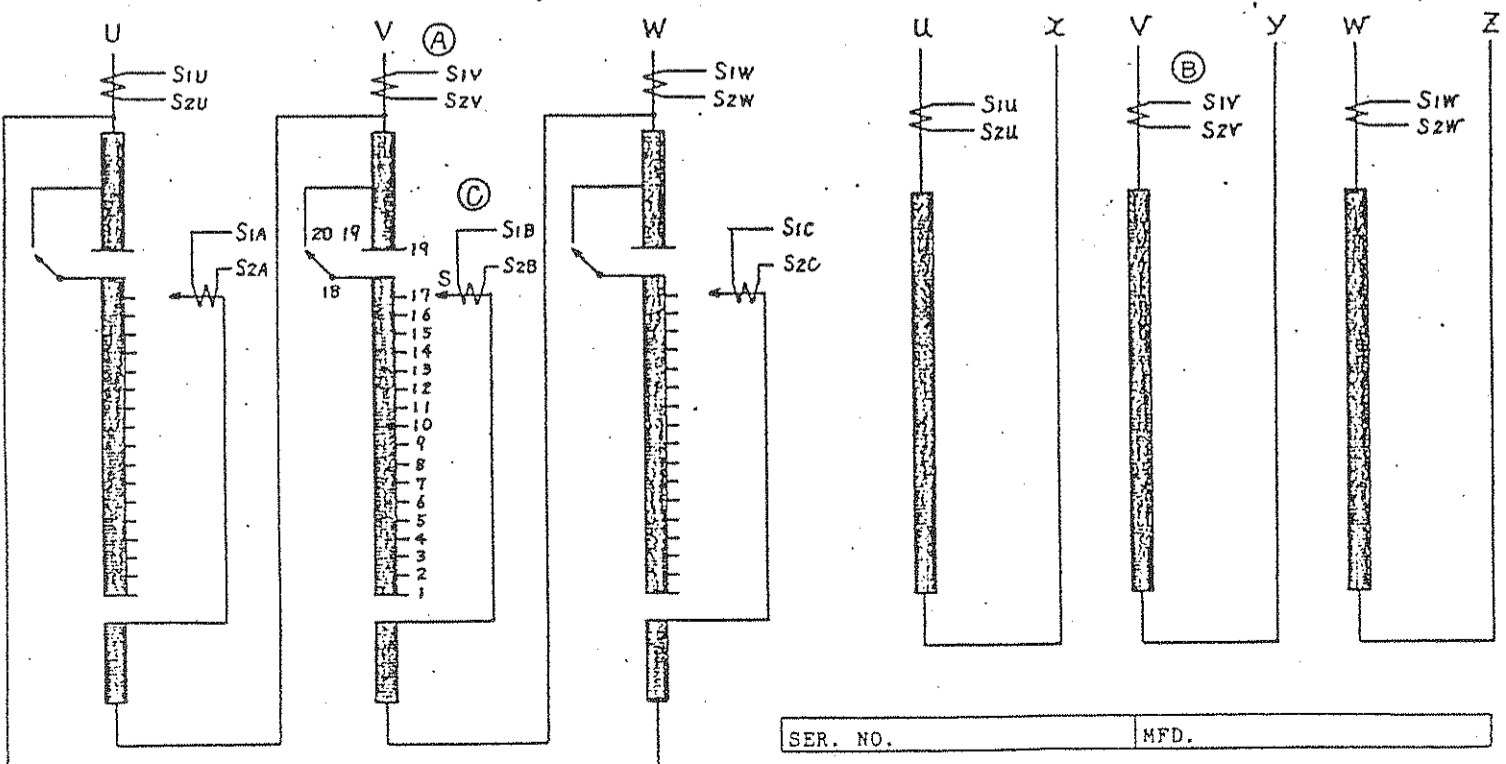 U V Ⓐ W u x v y w z
Ⓑ
S1U S1V S1W
S2U S2V S2W
S1u S1v S1w
S2u S2v S2w
Ⓒ
S1A 20 19 19 S1B S1C
S2A S2B S2C
18 S 17
16
15
14
13
12
11
10
9
8
7
6
5
4
3
2
1
SER. NO. MFD.